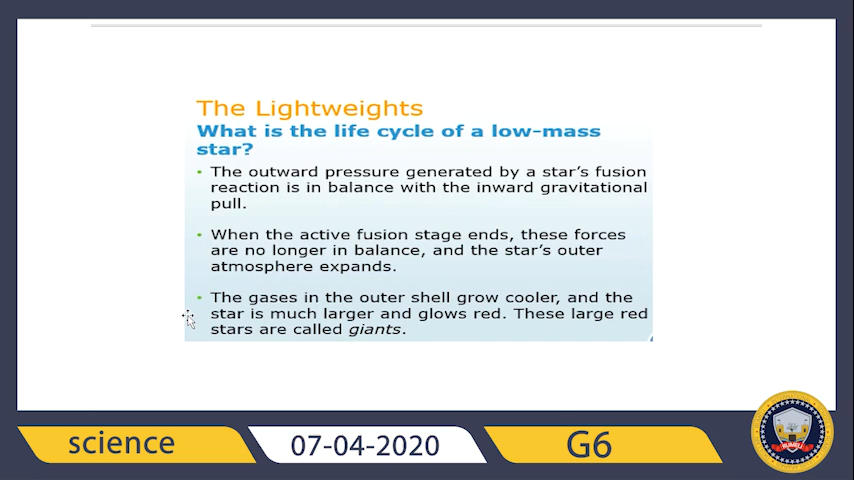 The Lightweights
What is the life cycle of a low-mass
star?
• The outward pressure generated by a star's fusion
reaction is in balance with the inward gravitational
pull.
• When the active fusion stage ends, these forces
are no longer in balance, and the star's outer
atmosphere expands.
• The gases in the outer shell grow cooler, and the
star is much larger and glows red. These large red
stars are called giants.
science
07-04-2020
G6